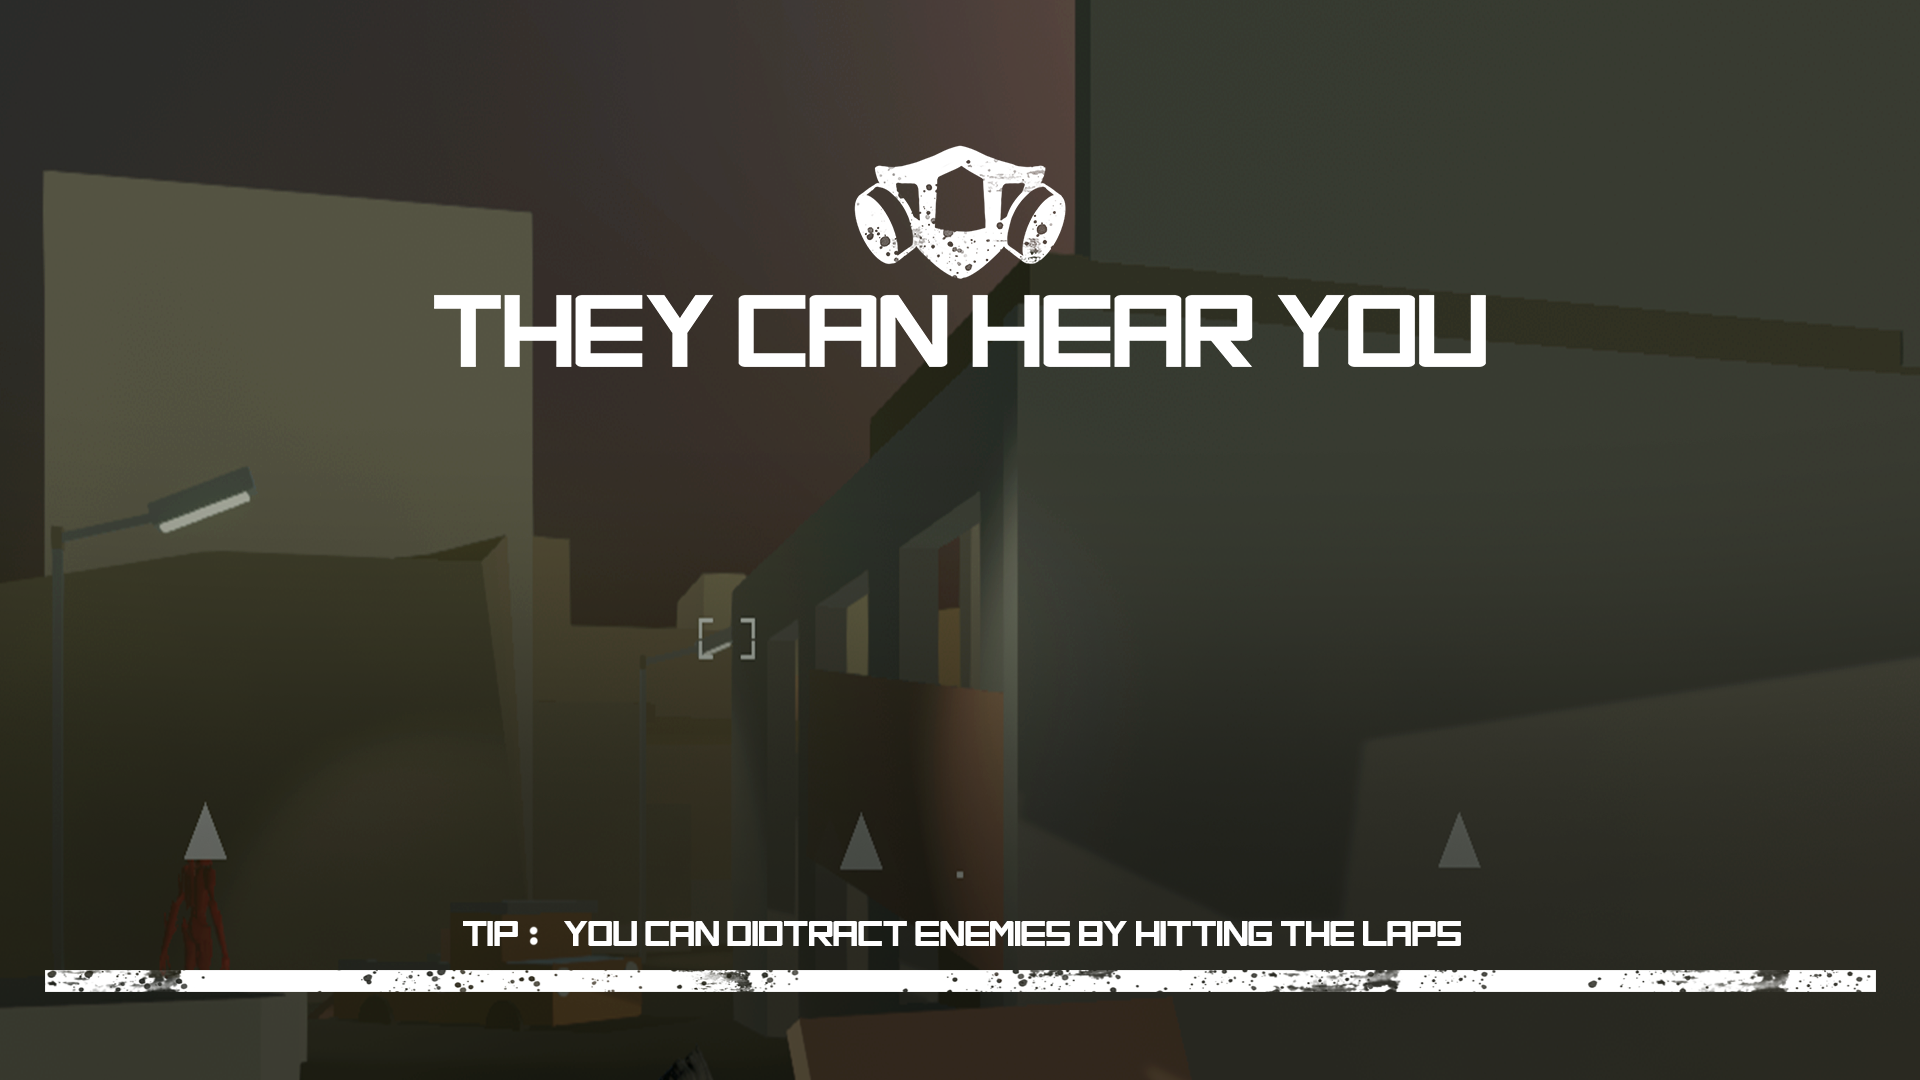 THEY CAN HEAR YOU
TIP : YOU CAN DIDTRACT ENEMIES BY HITTING THE LAPS